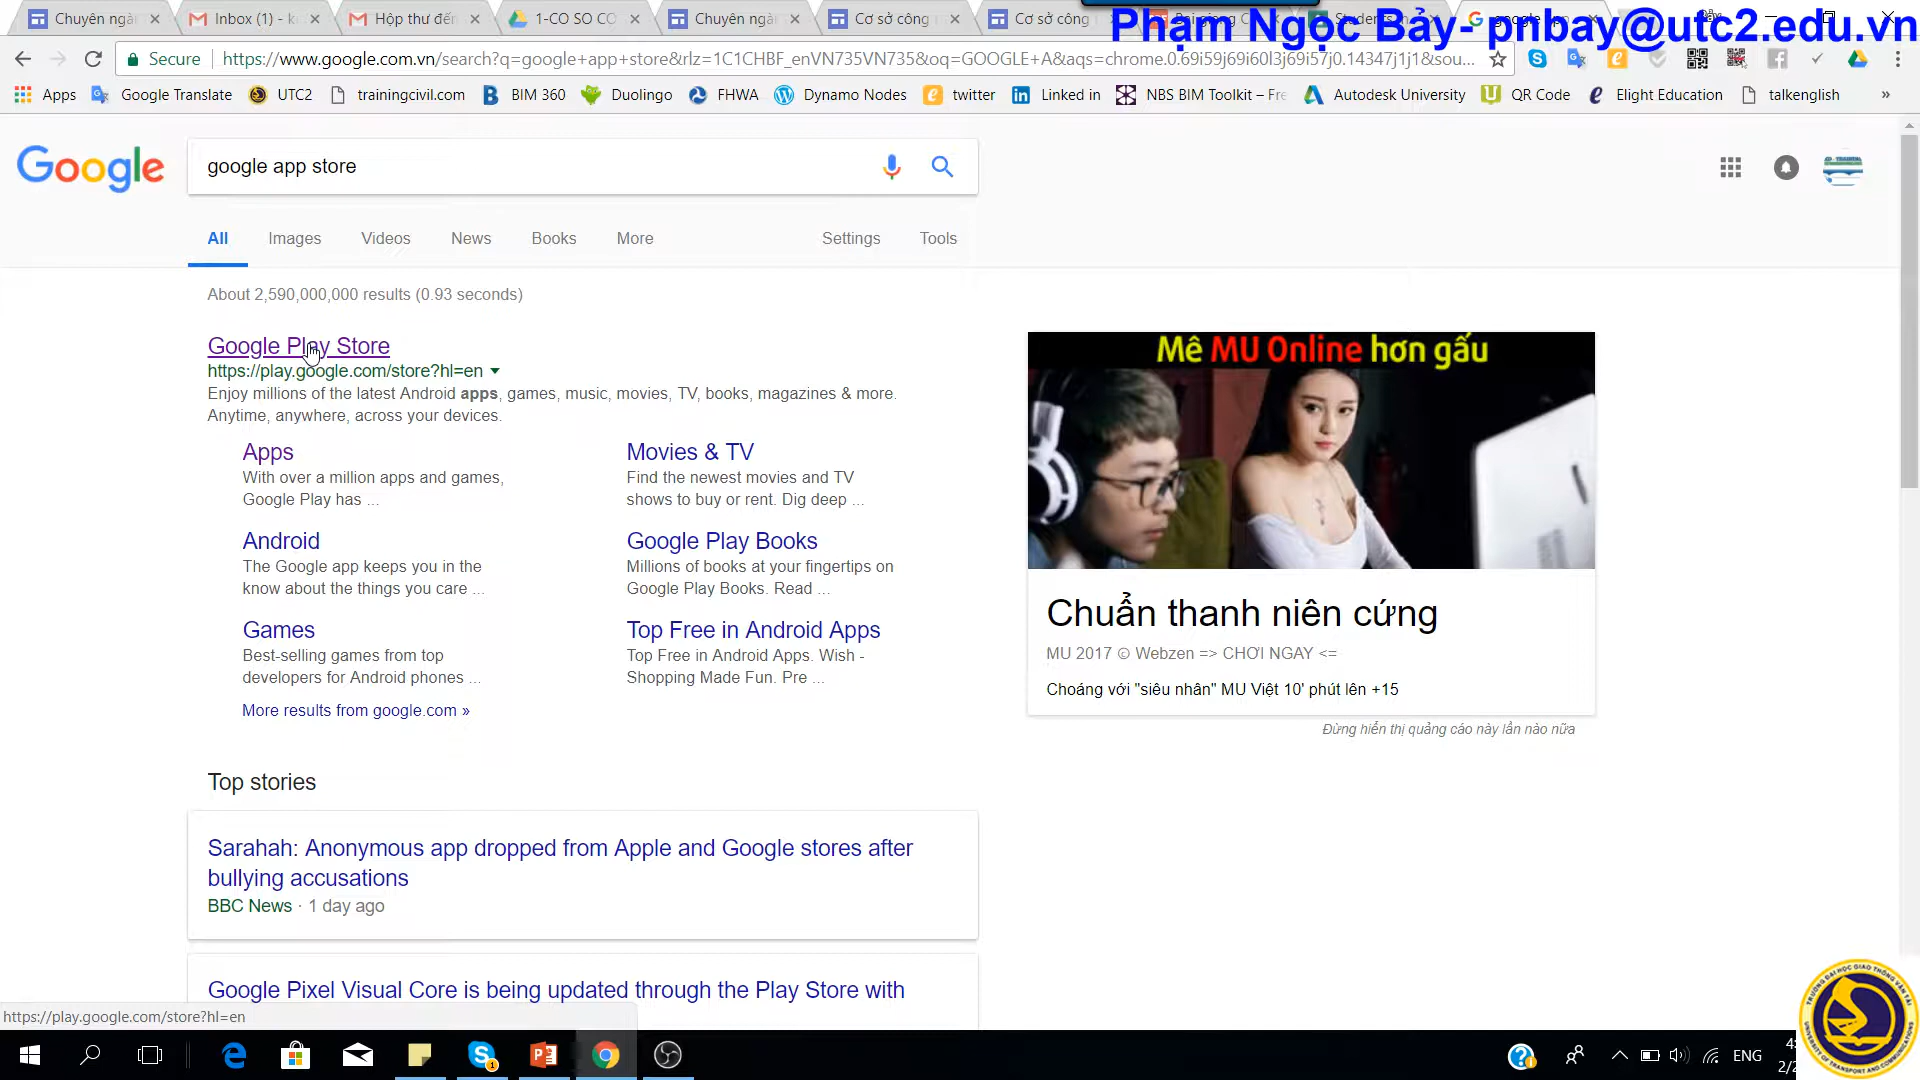 Chuyên ngàn
Inbox (1) - k
Hộp thư đến
1-CO SO CO
Chuyên ngàn
Cơ sở công
Cơ sở công
google app
Phạm Ngọc Bảy- pnbay@utc2.edu.vn
Secure
https://www.google.com.vn/search?q=google+app+store&rlz=1C1CHBF_enVN735VN735&oq=GOOGLE+A&aqs=chrome.0.69i59j69i60l3j69i57j0.14347j1j1&sou...
Apps Google Translate UTC2 trainingcivil.com BIM 360 Duolingo FHWA Dynamo Nodes twitter Linked in NBS BIM Toolkit – Fre Autodesk University QR Code Elight Education talkenglish »
Google
google app store
All Images Videos News Books More Settings Tools
About 2,590,000,000 results (0.93 seconds)
Google Play Store
https://play.google.com/store?hl=en
Enjoy millions of the latest Android apps, games, music, movies, TV, books, magazines & more.
Anytime, anywhere, across your devices.
Apps
With over a million apps and games,
Google Play has ...
Movies & TV
Find the newest movies and TV
shows to buy or rent. Dig deep ...
Android
The Google app keeps you in the
know about the things you care ...
Google Play Books
Millions of books at your fingertips on
Google Play Books. Read ...
Games
Best-selling games from top
developers for Android phones ...
Top Free in Android Apps
Top Free in Android Apps. Wish -
Shopping Made Fun. Pre ...
More results from google.com »
Mê MU Online hơn gấu
Chuẩn thanh niên cứng
MU 2017 © Webzen => CHƠI NGAY <=
Choáng với "siêu nhân" MU Việt 10' phút lên +15
Đừng hiển thị quảng cáo này lần nào nữa
Top stories
Sarahah: Anonymous app dropped from Apple and Google stores after
bullying accusations
BBC News · 1 day ago
Google Pixel Visual Core is being updated through the Play Store with
https://play.google.com/store?hl=en
ENG